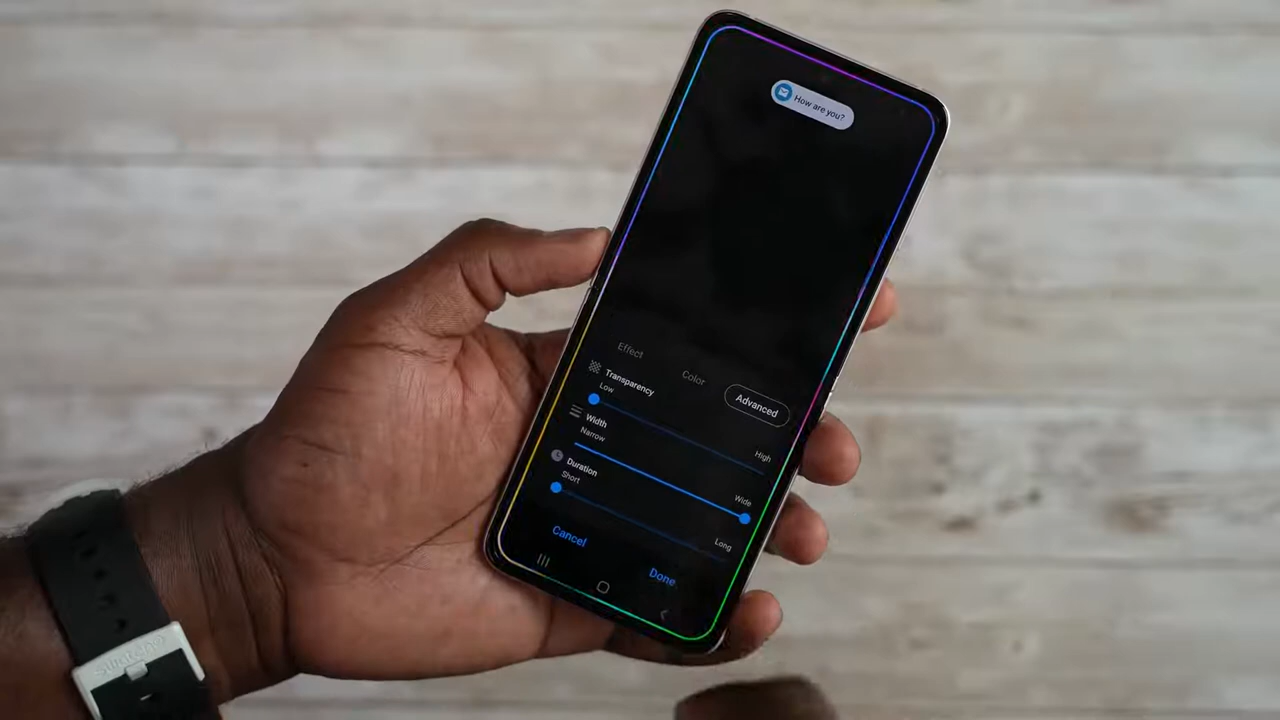 How are you?
Effect
Color
Advanced
Transparency
Low
High
Width
Narrow
Wide
Duration
Short
Long
Cancel
Done